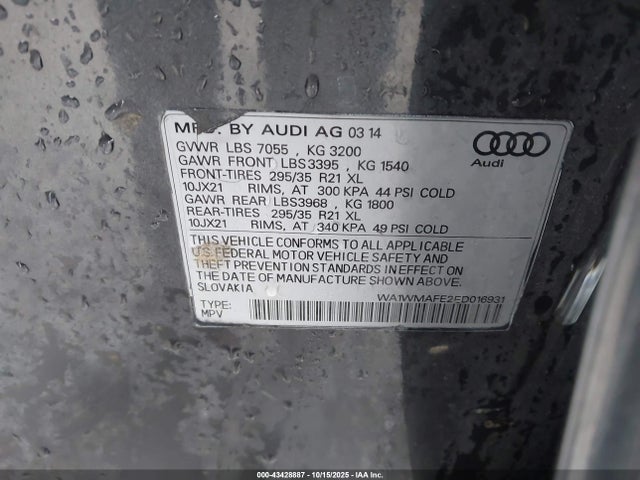 MFG. BY AUDI AG 03 14
GVWR LBS 7055 , KG 3200
GAWR FRONT LBS3395 , KG 1540
FRONT-TIRES 295/35 R21 XL
10JX21 RIMS, AT 300 KPA 44 PSI COLD
GAWR REAR LBS3968 , KG 1800
REAR-TIRES 295/35 R21 XL
10JX21 RIMS, AT 340 KPA 49 PSI COLD
THIS VEHICLE CONFORMS TO ALL APPLICABLE
U.S FEDERAL MOTOR VEHICLE SAFETY AND
THEFT PREVENTION STANDARDS IN EFFECT ON
THE DATE OF MANUFACTURE SHOWN ABOVE.
SLOVAKIA
WA1WMAFE2ED016931
TYPE:
MPV
Audi
000-43428887 - 10/15/2025 - IAA Inc.